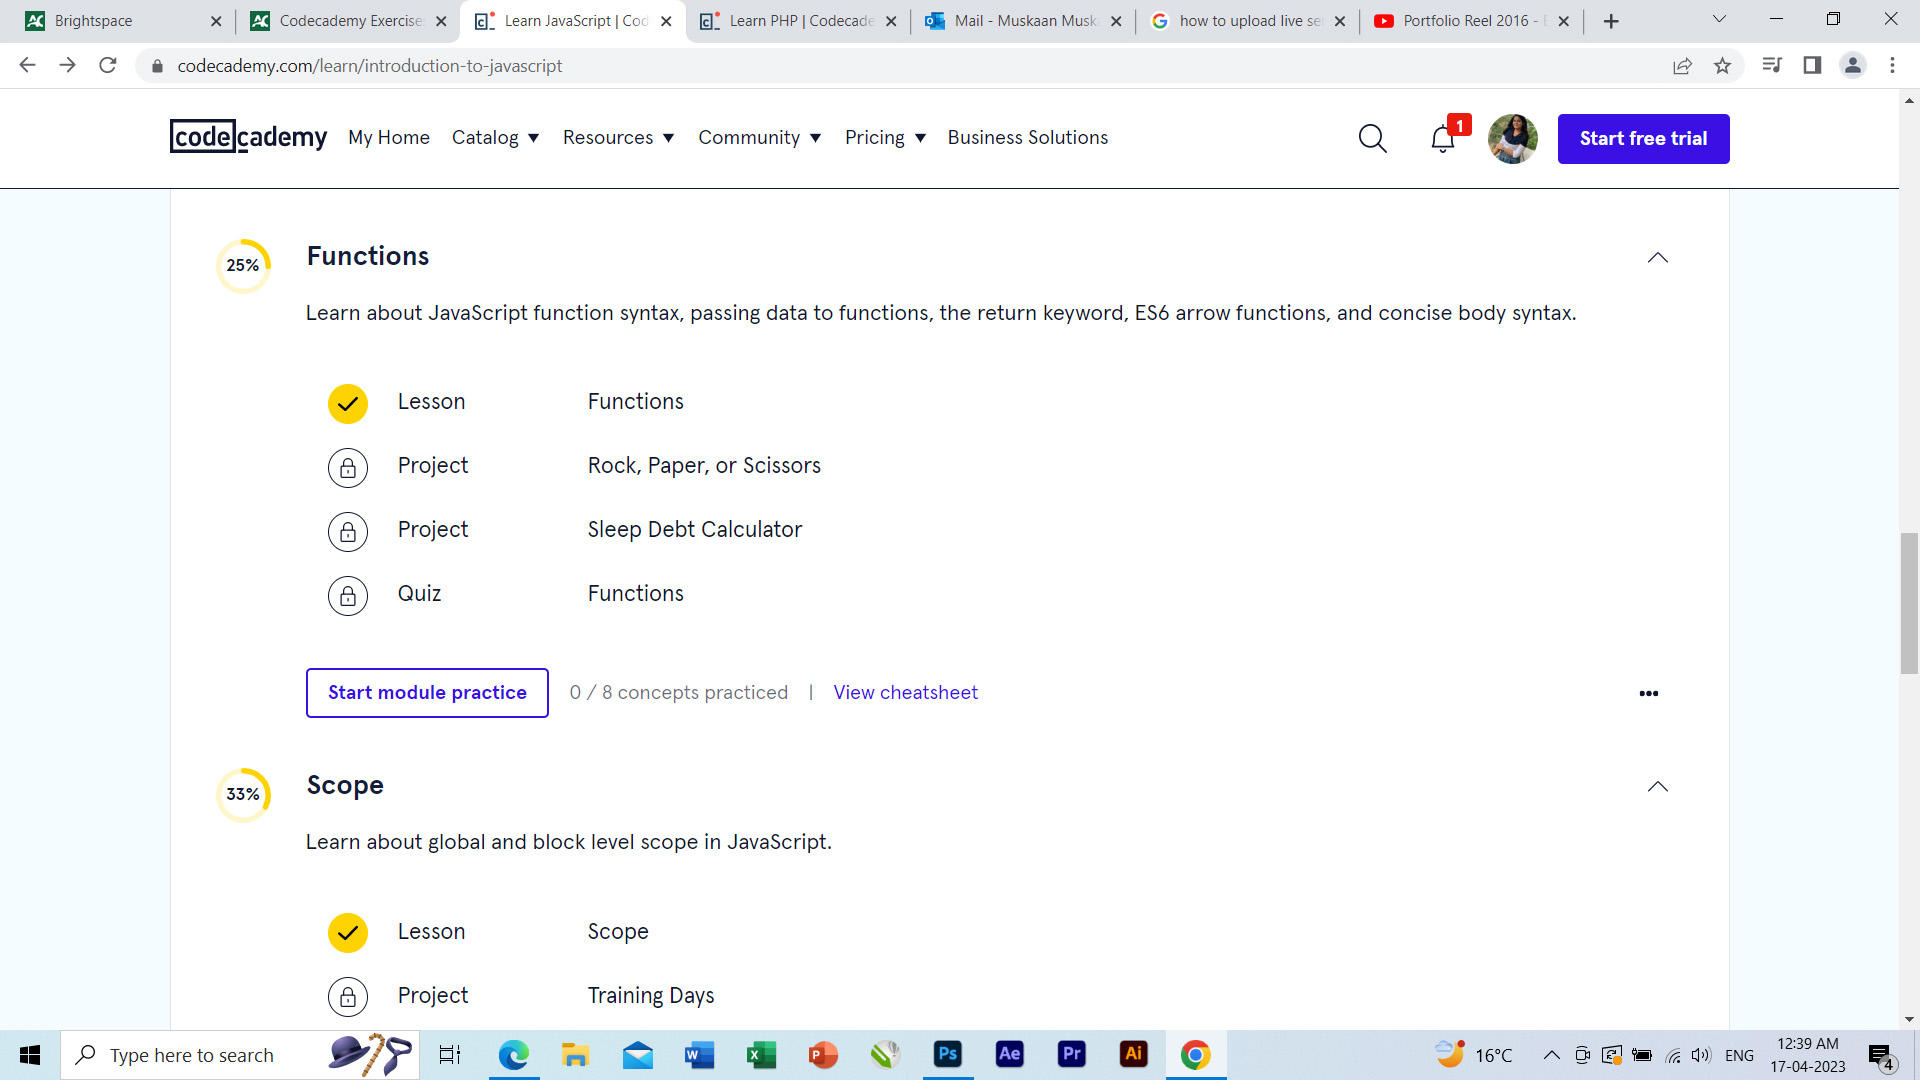 Brightspace
Codecademy Exercise
Learn JavaScript | Cod
Learn PHP | Codecade
Mail - Muskaan Muska
how to upload live se
Portfolio Reel 2016 -
codecademy.com/learn/introduction-to-javascript
codecademy
My Home
Catalog
Resources
Community
Pricing
Business Solutions
1
Start free trial
25%
Functions
Learn about JavaScript function syntax, passing data to functions, the return keyword, ES6 arrow functions, and concise body syntax.
Lesson Functions
Project Rock, Paper, or Scissors
Project Sleep Debt Calculator
Quiz Functions
Start module practice
0 / 8 concepts practiced | View cheatsheet
33%
Scope
Learn about global and block level scope in JavaScript.
Lesson Scope
Project Training Days
Type here to search
Ps
Ae
Pr
Ai
16°C
ENG
12:39 AM
17-04-2023
4